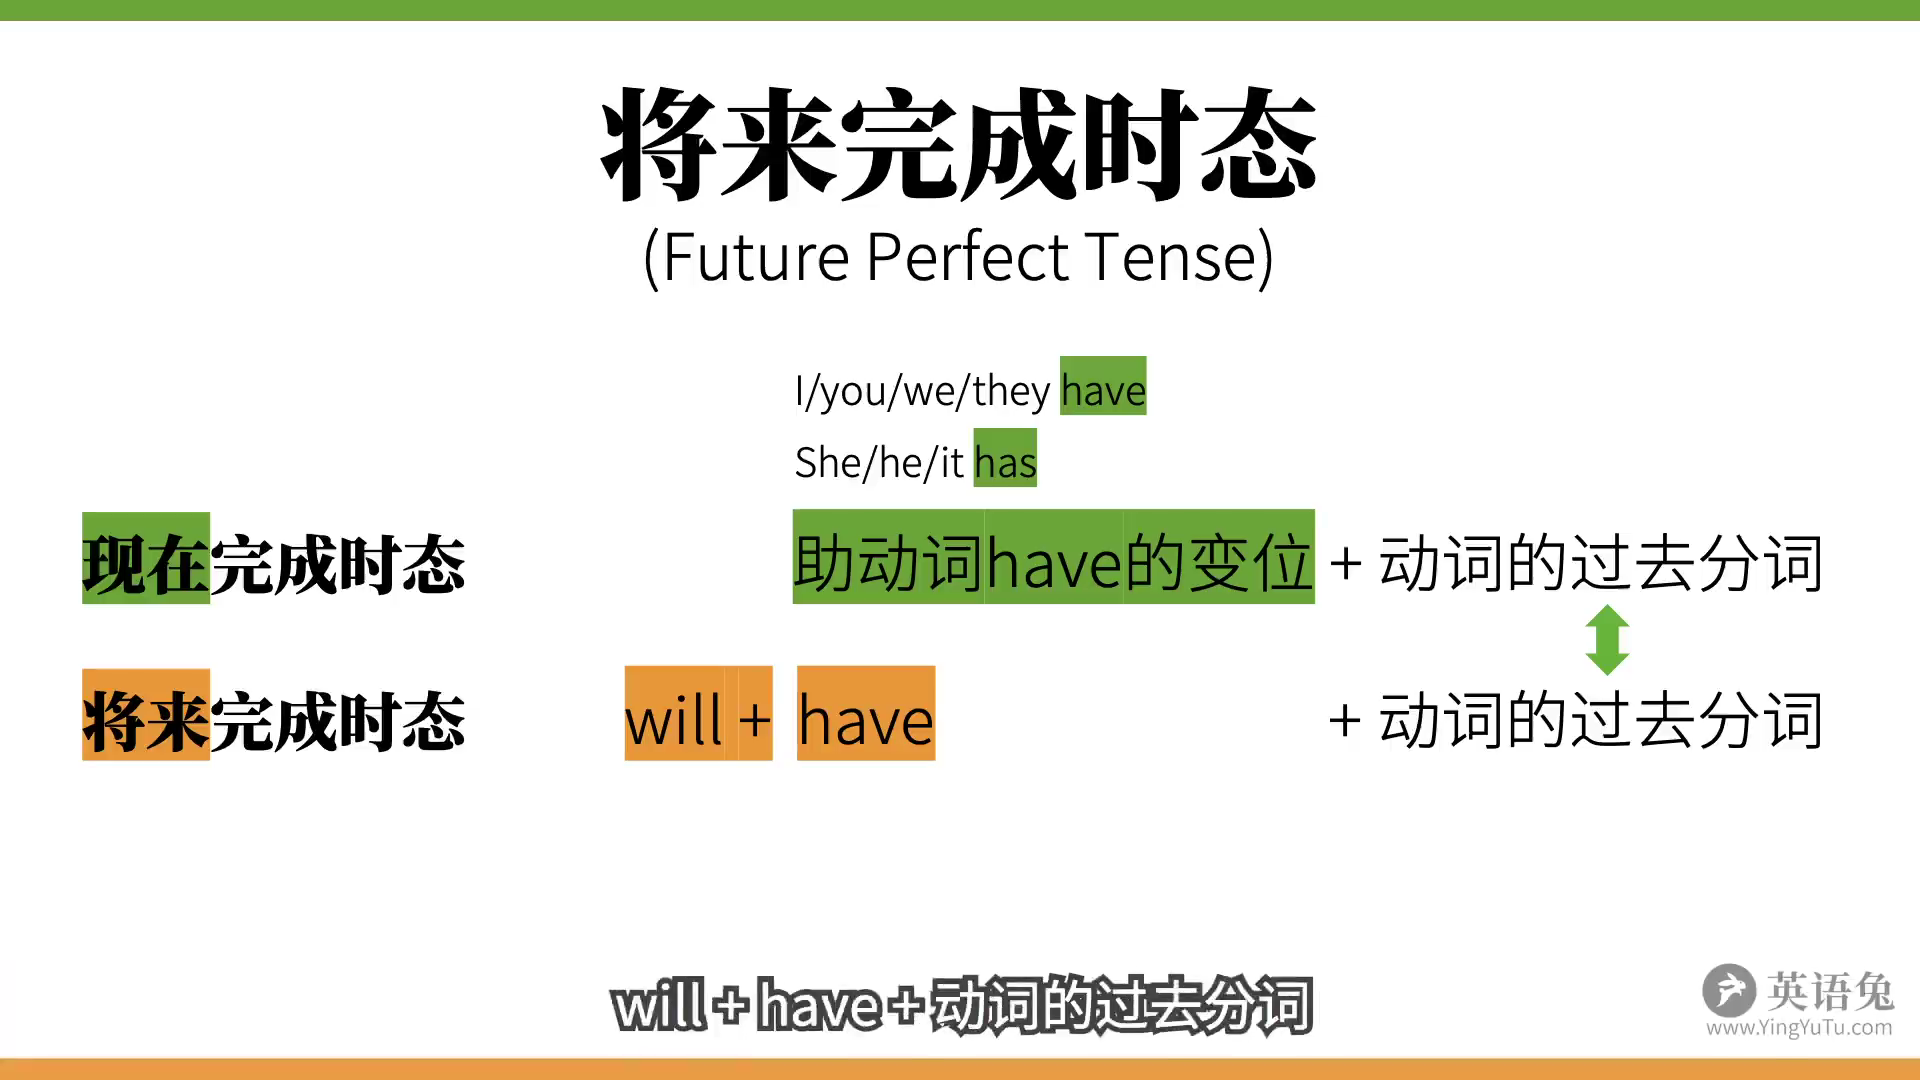 将来完成时态
(Future Perfect Tense)
I/you/we/they have
She/he/it has
现在完成时态 助动词have的变位 + 动词的过去分词
将来完成时态 will + have + 动词的过去分词
will + have + 动词的过去分词
英语兔
www.YingYuTu.com